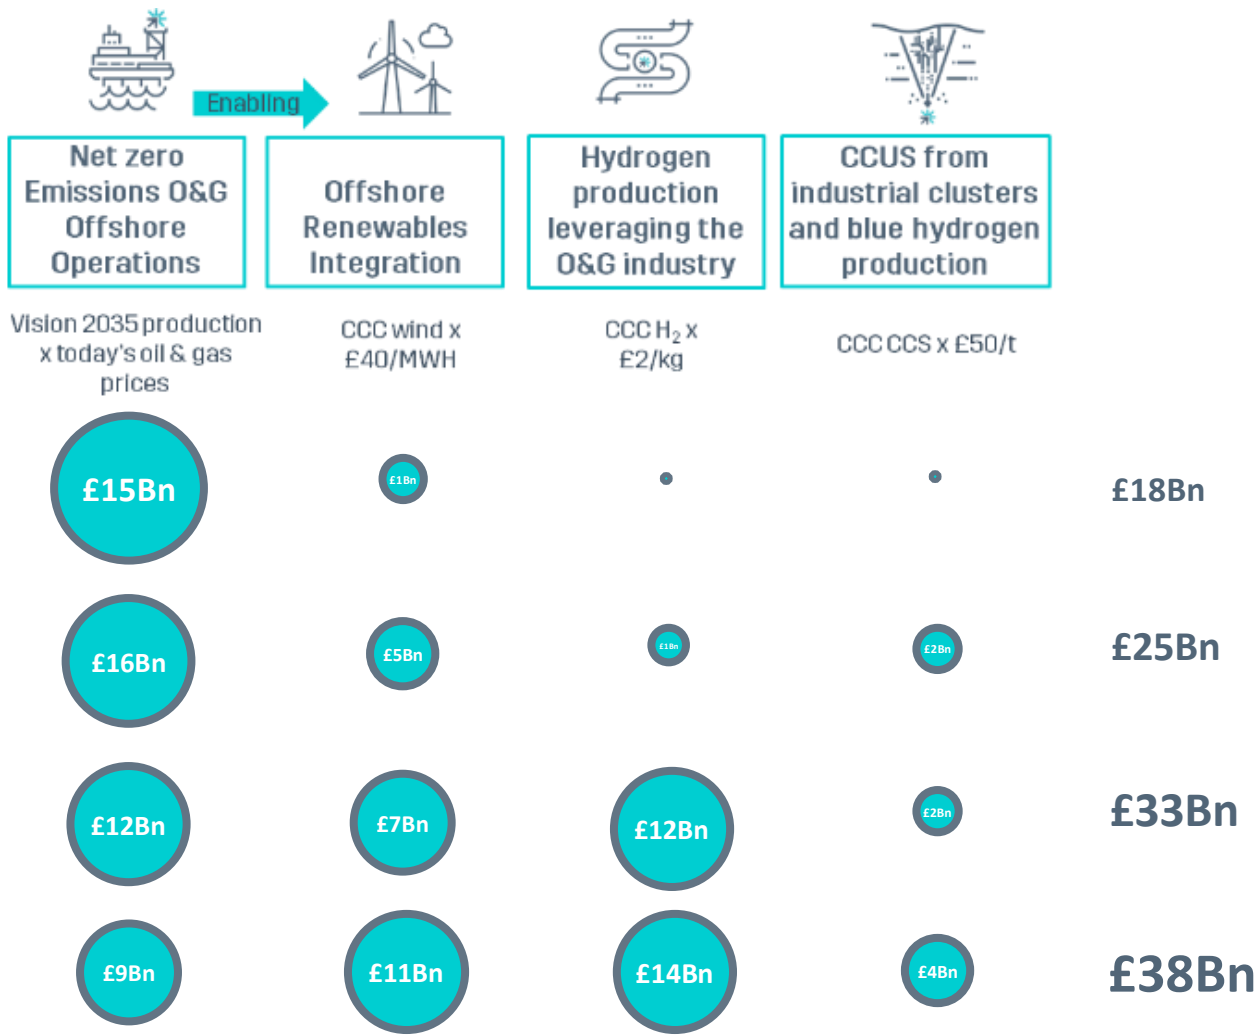 Enabling
Net zero
Emissions O&G
Offshore
Operations
Offshore
Renewables
Integration
Hydrogen
production
leveraging the
O&G industry
CCUS from
industrial clusters
and blue hydrogen
production
Vision 2035 production
x today's oil & gas
prices
CCC wind x
£40/MWH
CCC H₂ x
£2/kg
CCC CCS x £50/t
£15Bn
£1Bn
£18Bn
£16Bn
£5Bn
£1Bn
£2Bn
£25Bn
£12Bn
£7Bn
£12Bn
£2Bn
£33Bn
£9Bn
£11Bn
£14Bn
£4Bn
£38Bn